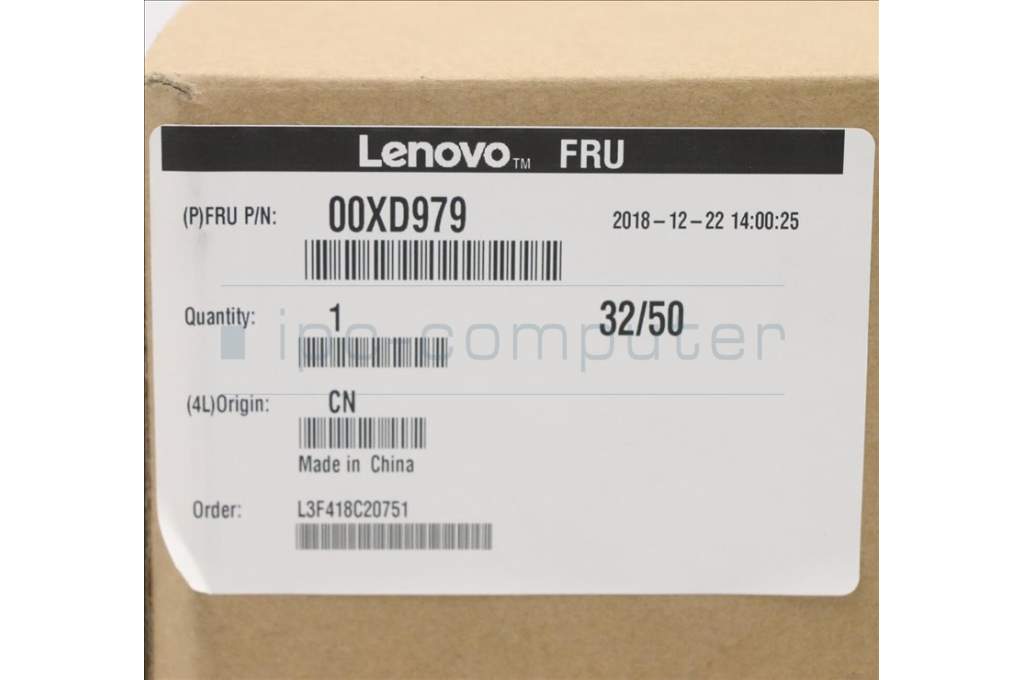 Lenovo™ FRU
(P)FRU P/N: 00XD979 2018-12-22 14:00:25
Quantity: 1 32/50
ipc-computer
(4L)Origin: CN
Made in China
Order: L3F418C20751